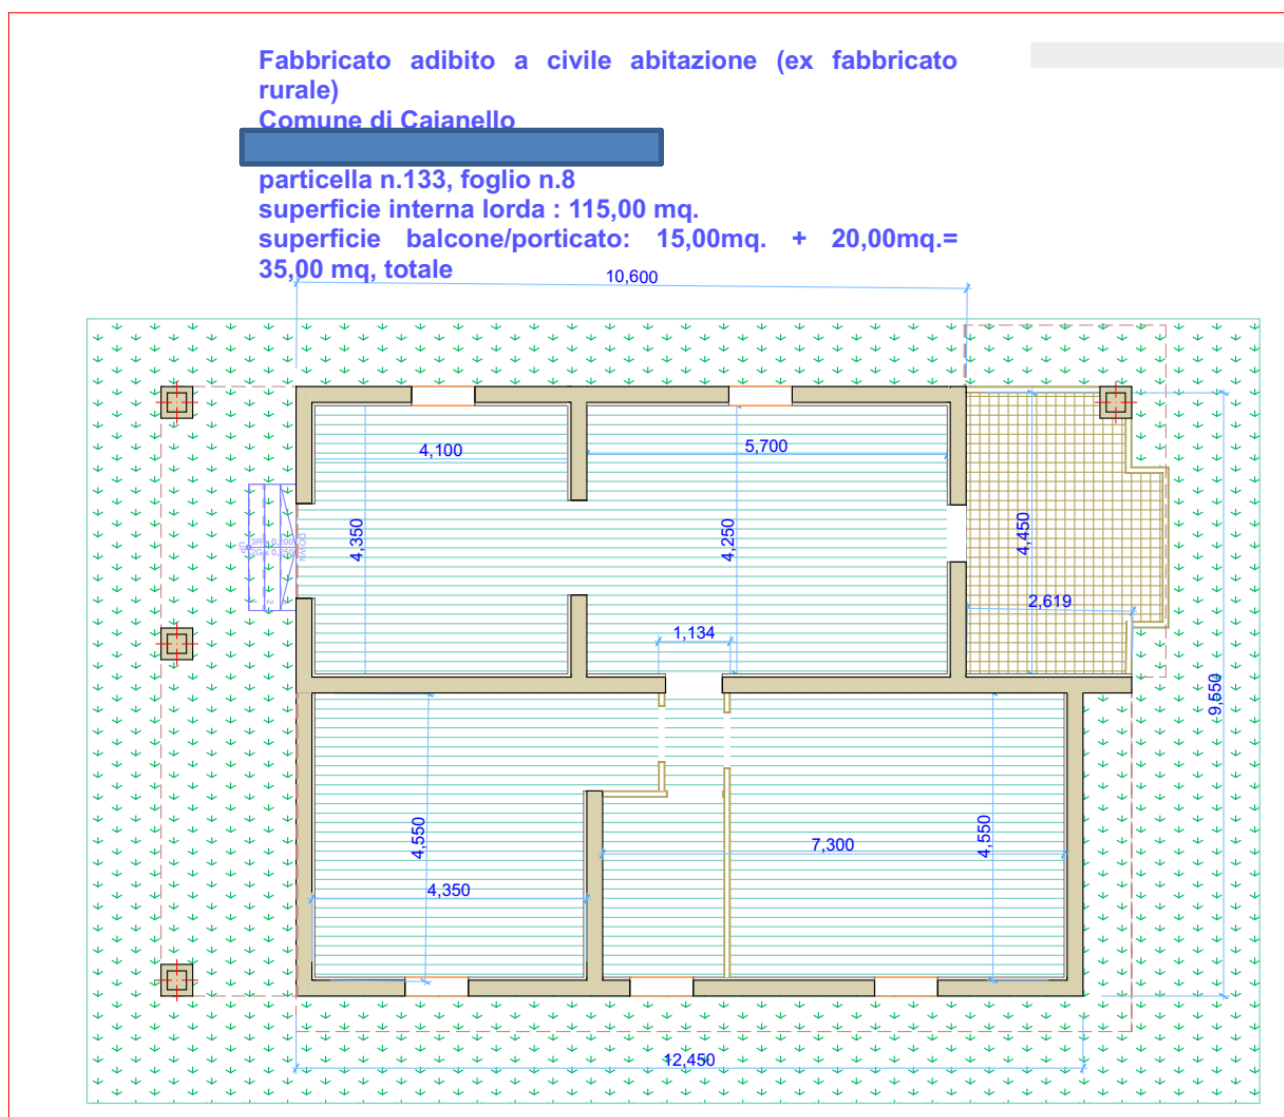 Fabbricato adibito a civile abitazione (ex fabbricato
rurale)
Comune di Caianello
particella n.133, foglio n.8
superficie interna lorda : 115,00 mq.
superficie balcone/porticato: 15,00mq. + 20,00mq.=
35,00 mq, totale
10,600
4,100
5,700
4,350
4,250
4,450
UP
DOWN
2,619
1,134
9,550
4,550
7,300
4,550
4,350
12,450